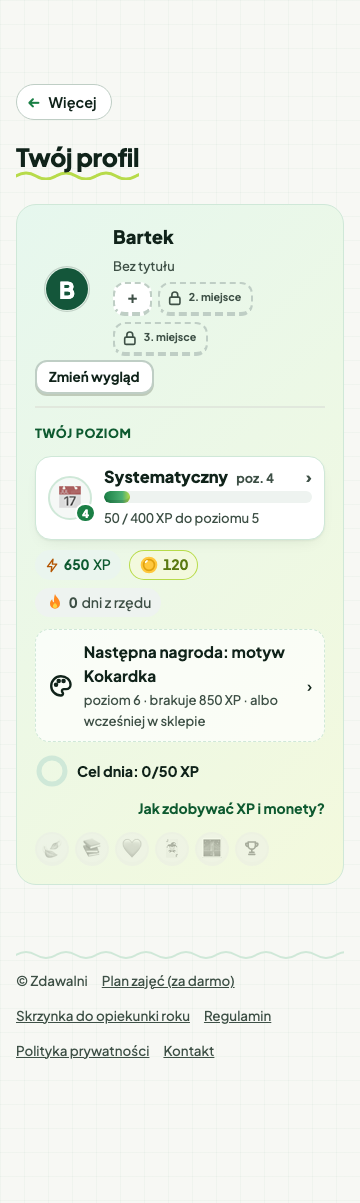 ← Więcej
Twój profil
B
Bartek
Bez tytułu
+
2. miejsce
3. miejsce
Zmień wygląd
TWÓJ POZIOM
17
4
Systematyczny poz. 4 ›
50 / 400 XP do poziomu 5
650 XP
120
0 dni z rzędu
Następna nagroda: motyw
Kokardka
poziom 6 · brakuje 850 XP · albo
wcześniej w sklepie
›
Cel dnia: 0/50 XP
Jak zdobywać XP i monety?
© Zdawalni Plan zajęć (za darmo)
Skrzynka do opiekunki roku Regulamin
Polityka prywatności Kontakt